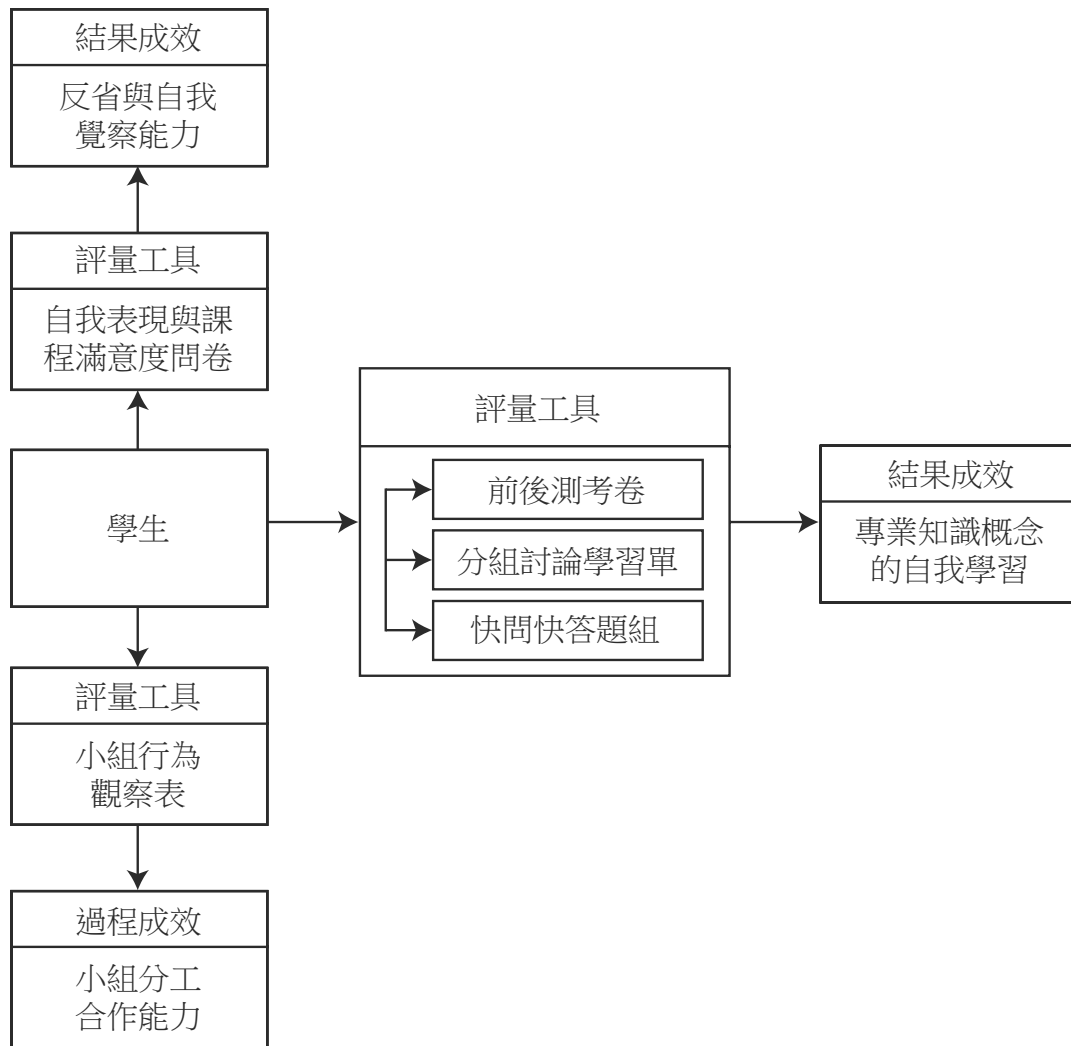 結果成效
反省與自我
覺察能力
評量工具
自我表現與課
程滿意度問卷
學生
評量工具
前後測考卷
分組討論學習單
快問快答題組
結果成效
專業知識概念
的自我學習
評量工具
小組行為
觀察表
過程成效
小組分工
合作能力